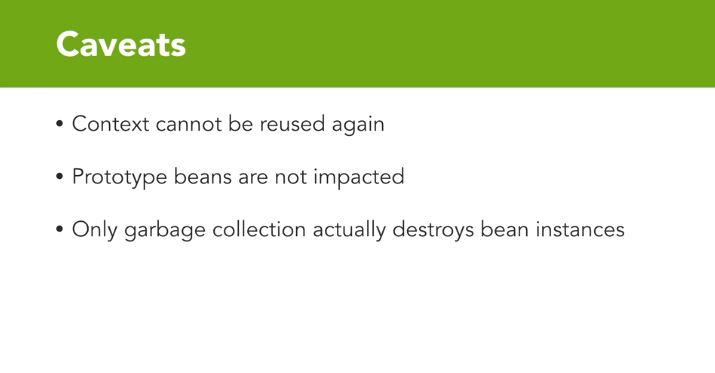 Caveats
• Context cannot be reused again
• Prototype beans are not impacted
• Only garbage collection actually destroys bean instances